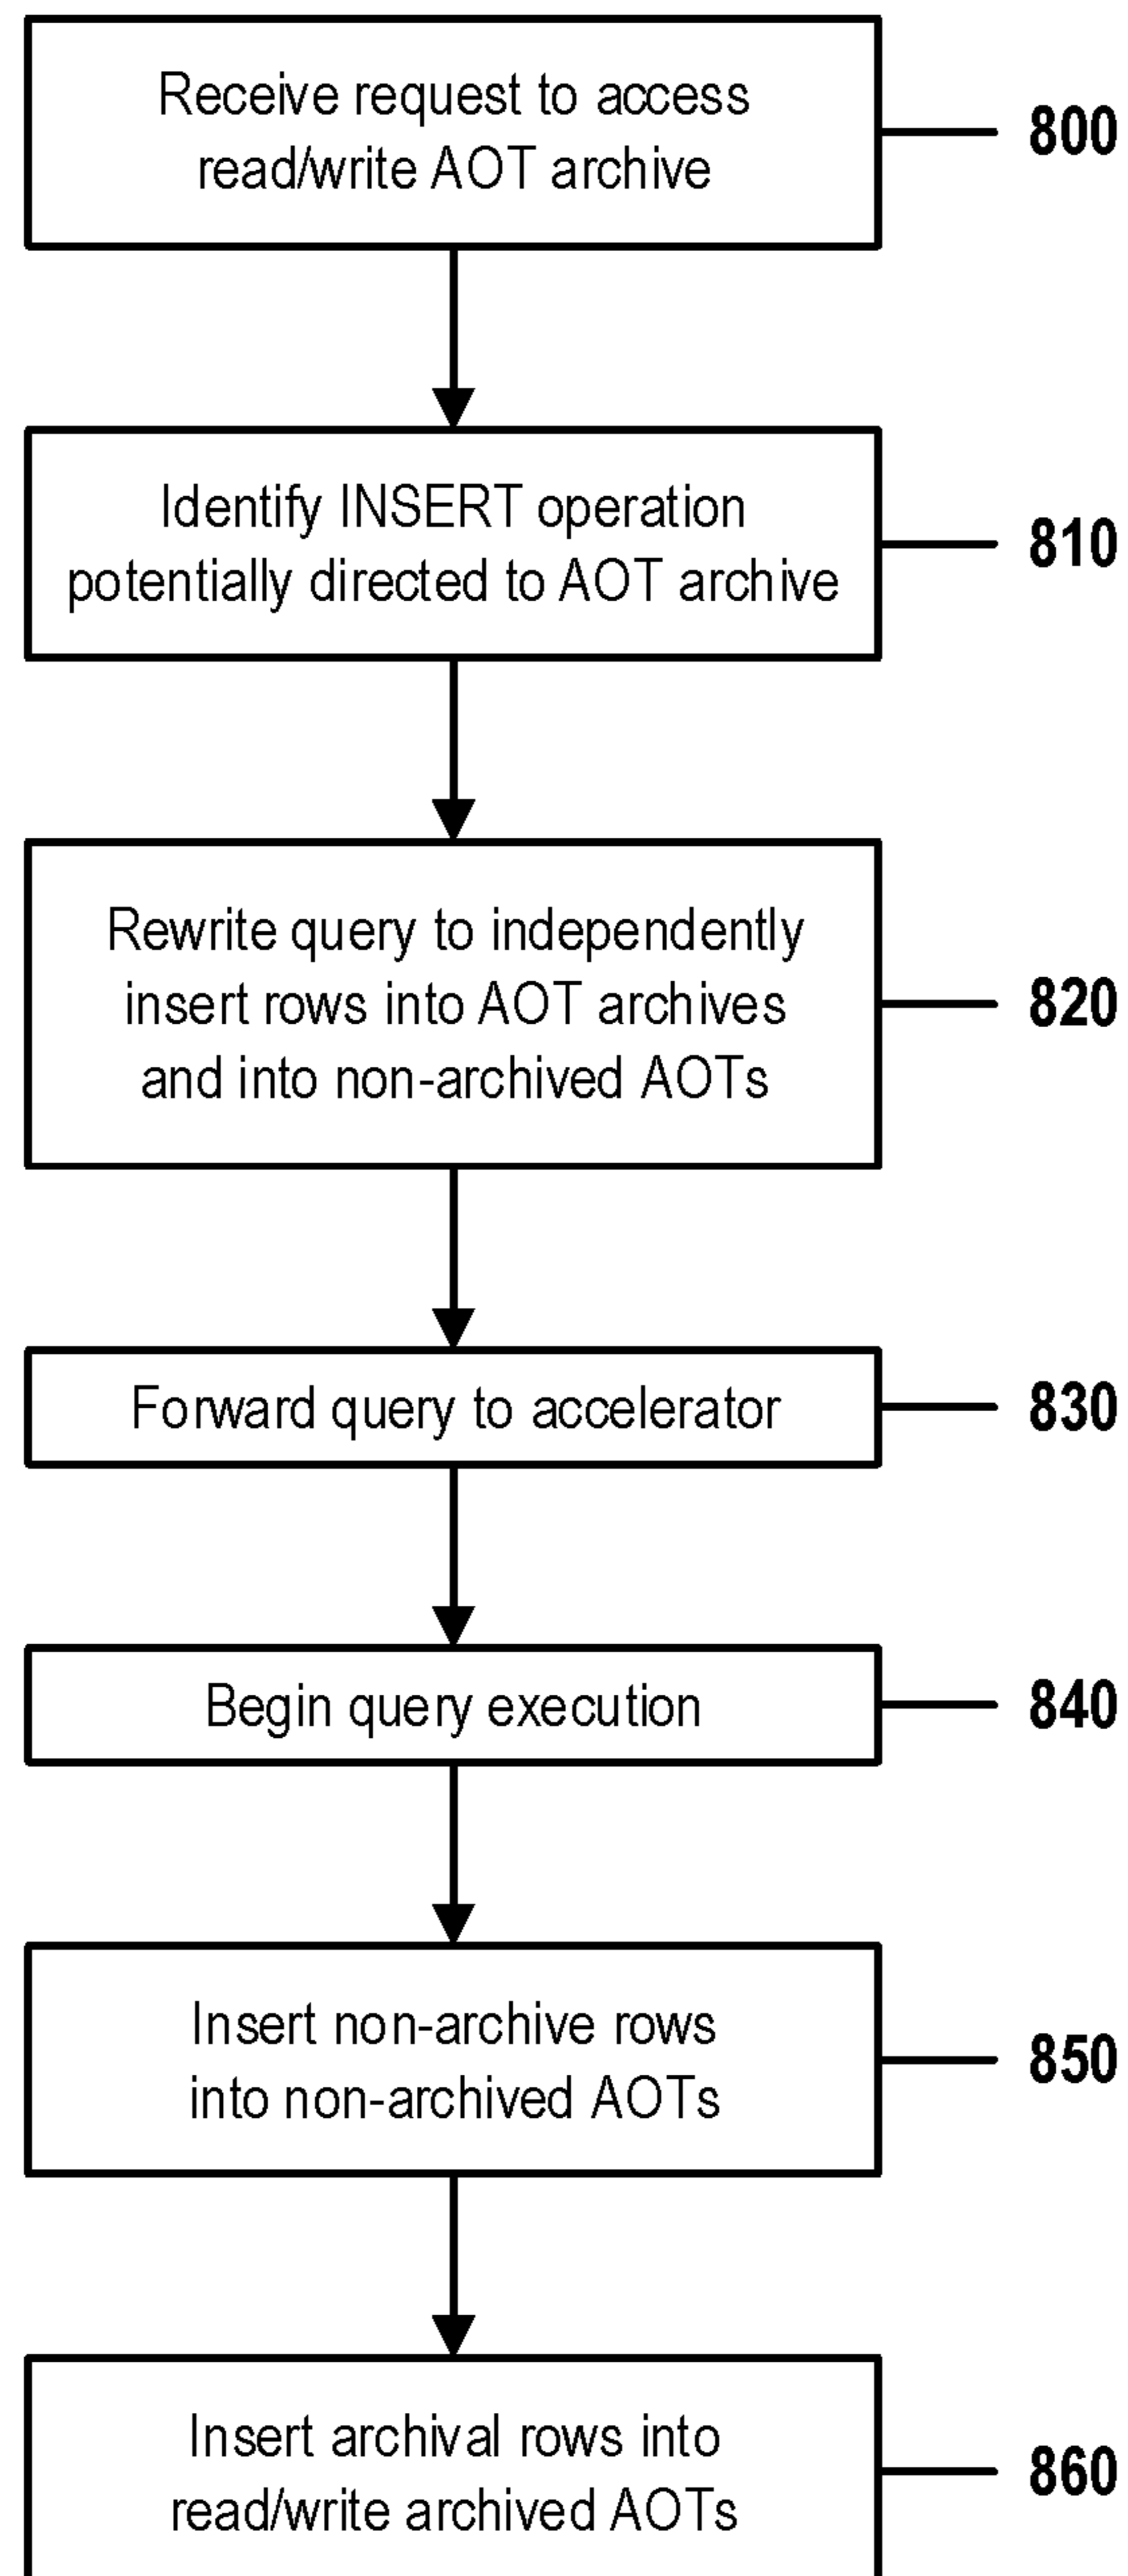 Receive request to access
read/write AOT archive
800
Identify INSERT operation
potentially directed to AOT archive
810
Rewrite query to independently
insert rows into AOT archives
and into non-archived AOTs
820
Forward query to accelerator
830
Begin query execution
840
Insert non-archive rows
into non-archived AOTs
850
Insert archival rows into
read/write archived AOTs
860